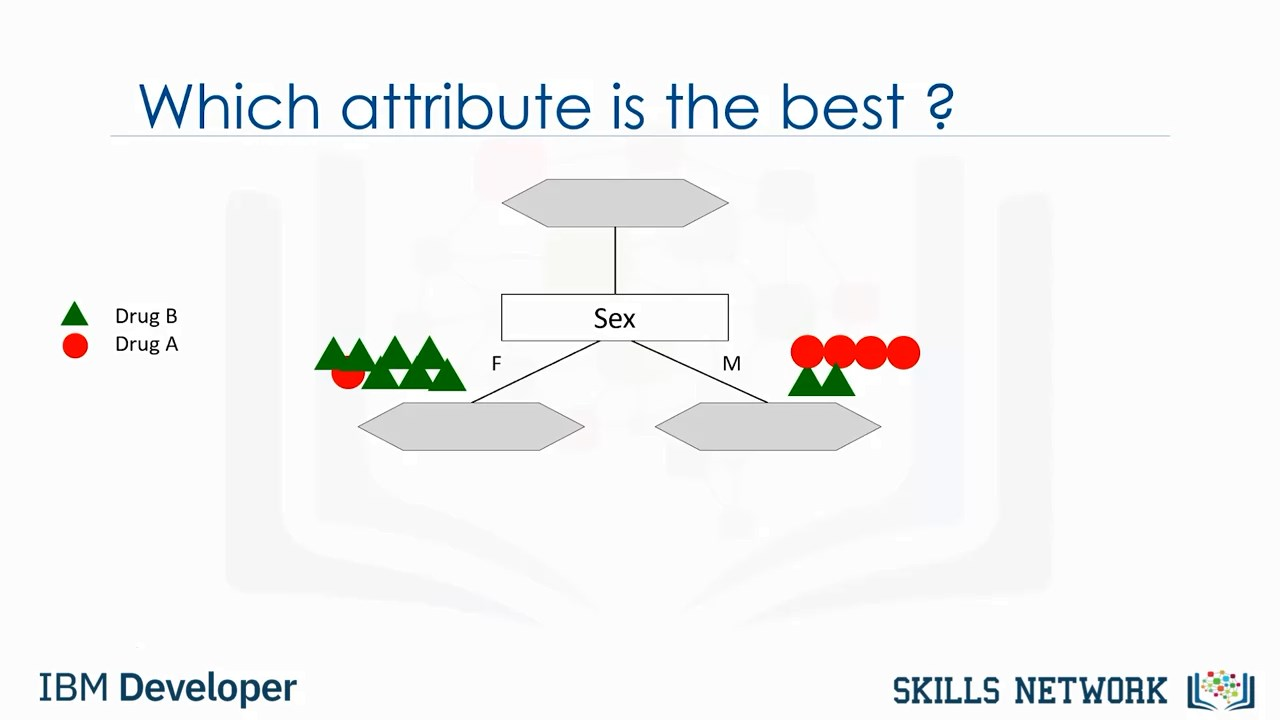 Which attribute is the best ?
Sex
Drug B
Drug A
F
M
IBM Developer
SKILLS NETWORK